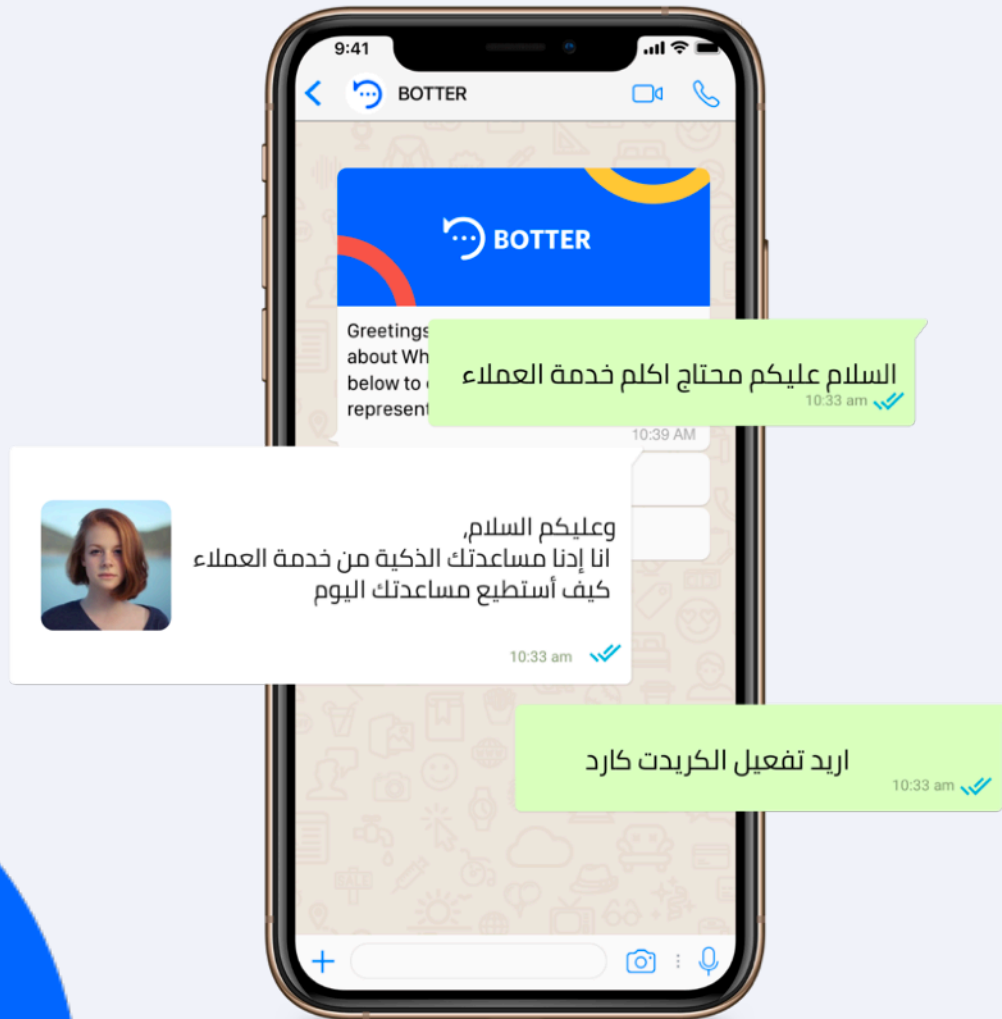 9:41
BOTTER
BOTTER
Greetings
about
below to
10:39 AM
السلام عليكم محتاج اكلم خدمة العملاء
10:33 am
وعليكم السلام,
انا إدنا مساعدتك الذكية من خدمة العملاء
كيف أستطيع مساعدتك اليوم
10:33 am
اريد تفعيل الكريدت كارد
10:33 am